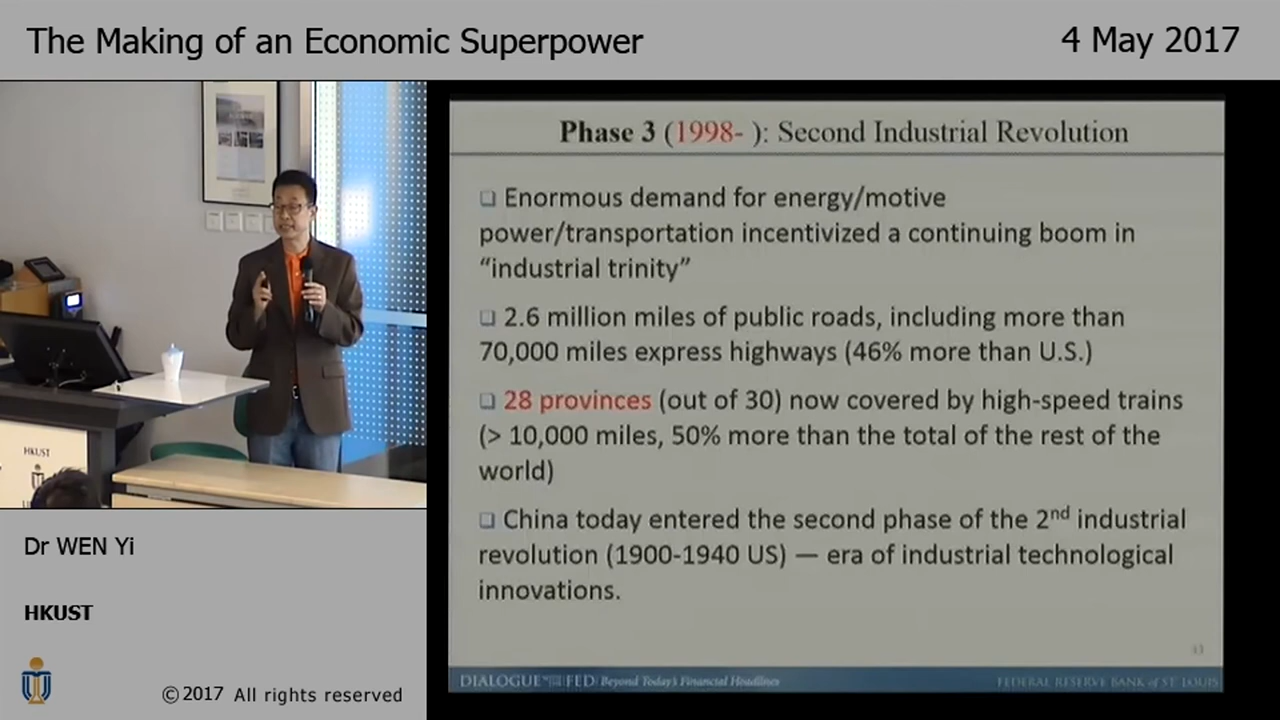 The Making of an Economic Superpower
4 May 2017
Phase 3 (1998- ): Second Industrial Revolution
❑ Enormous demand for energy/motive
power/transportation incentivized a continuing boom in
“industrial trinity”
❑ 2.6 million miles of public roads, including more than
70,000 miles express highways (46% more than U.S.)
❑ 28 provinces (out of 30) now covered by high-speed trains
(> 10,000 miles, 50% more than the total of the rest of the
world)
❑ China today entered the second phase of the 2nd industrial
revolution (1900-1940 US) — era of industrial technological
innovations.
DIALOGUE WITH THE FED Beyond Today's Financial Headlines
FEDERAL RESERVE BANK of ST. LOUIS
HKUST
Dr WEN Yi
HKUST
©2017 All rights reserved